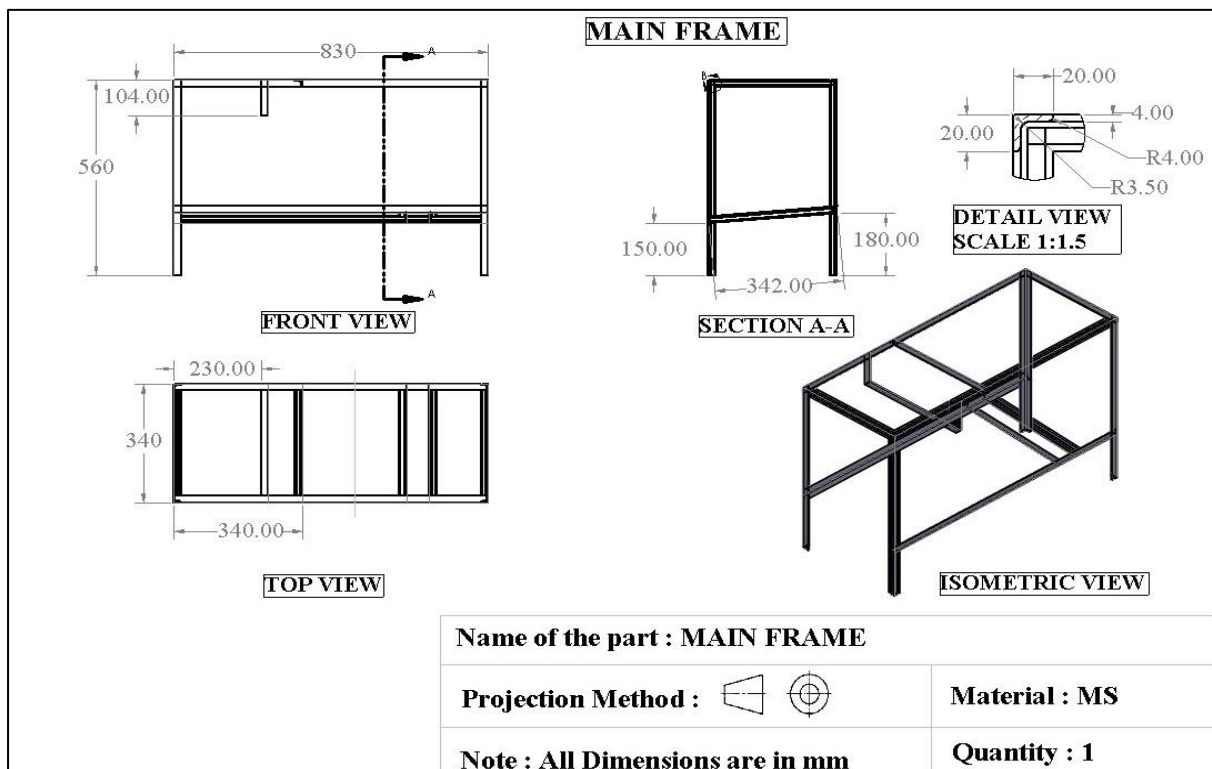 MAIN FRAME
830
A
104.00
560
A
FRONT VIEW
B
150.00
180.00
342.00
SECTION A-A
20.00
20.00
4.00
R4.00
R3.50
DETAIL VIEW
SCALE 1:1.5
230.00
340
340.00
TOP VIEW
ISOMETRIC VIEW
Name of the part : MAIN FRAME
Projection Method :
Material : MS
Note : All Dimensions are in mm
Quantity : 1